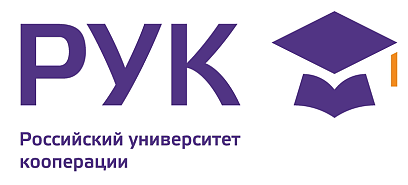 РУК
Российский университет
кооперации